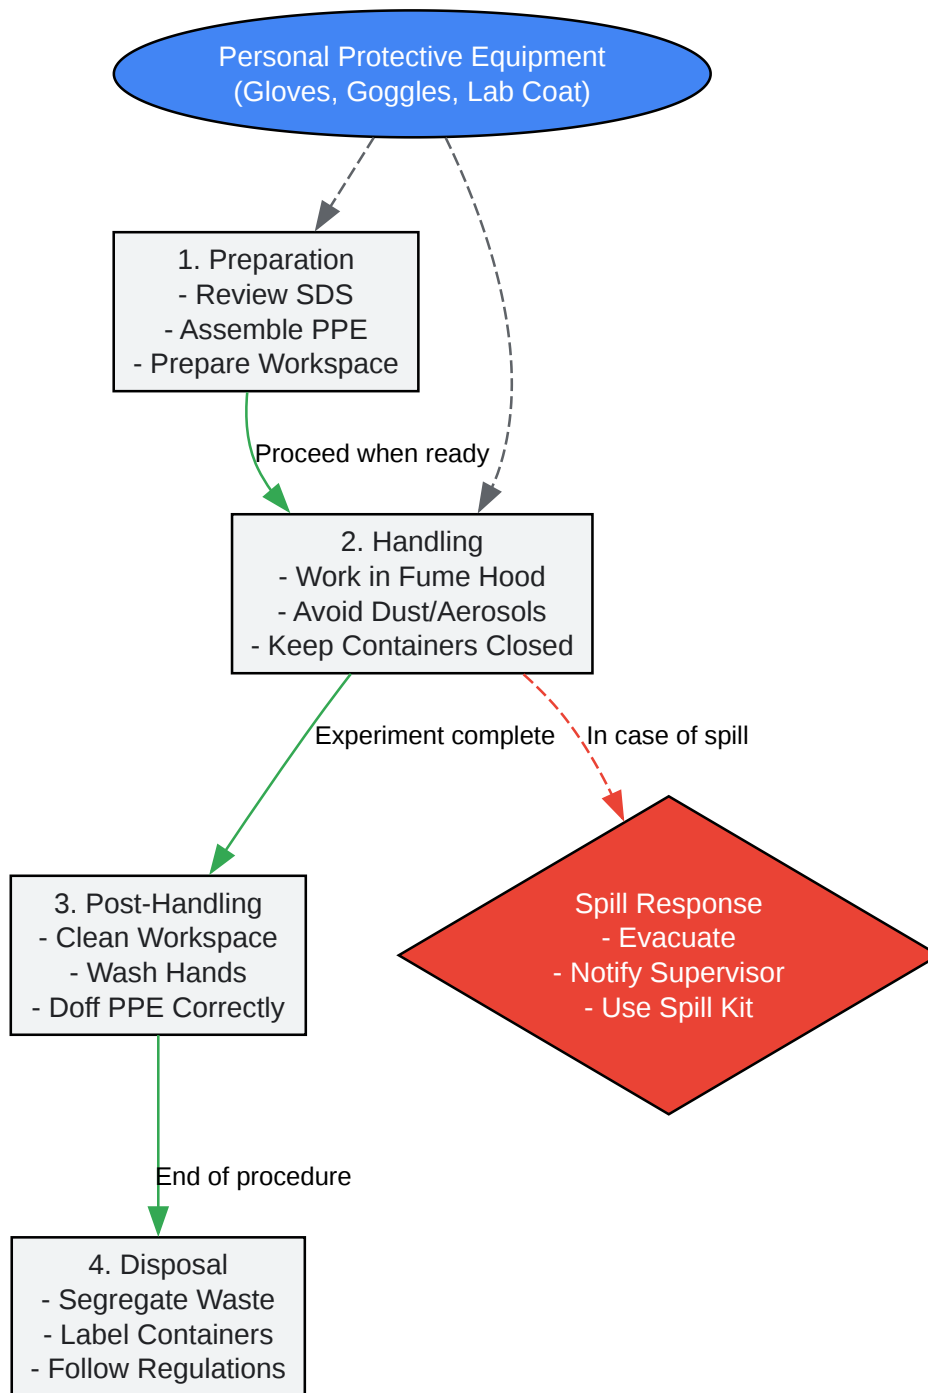 Personal Protective Equipment
(Gloves, Goggles, Lab Coat)
1. Preparation
- Review SDS
- Assemble PPE
- Prepare Workspace
Proceed when ready
2. Handling
- Work in Fume Hood
- Avoid Dust/Aerosols
- Keep Containers Closed
Experiment complete
In case of spill
3. Post-Handling
- Clean Workspace
- Wash Hands
- Doff PPE Correctly
Spill Response
- Evacuate
- Notify Supervisor
- Use Spill Kit
End of procedure
4. Disposal
- Segregate Waste
- Label Containers
- Follow Regulations